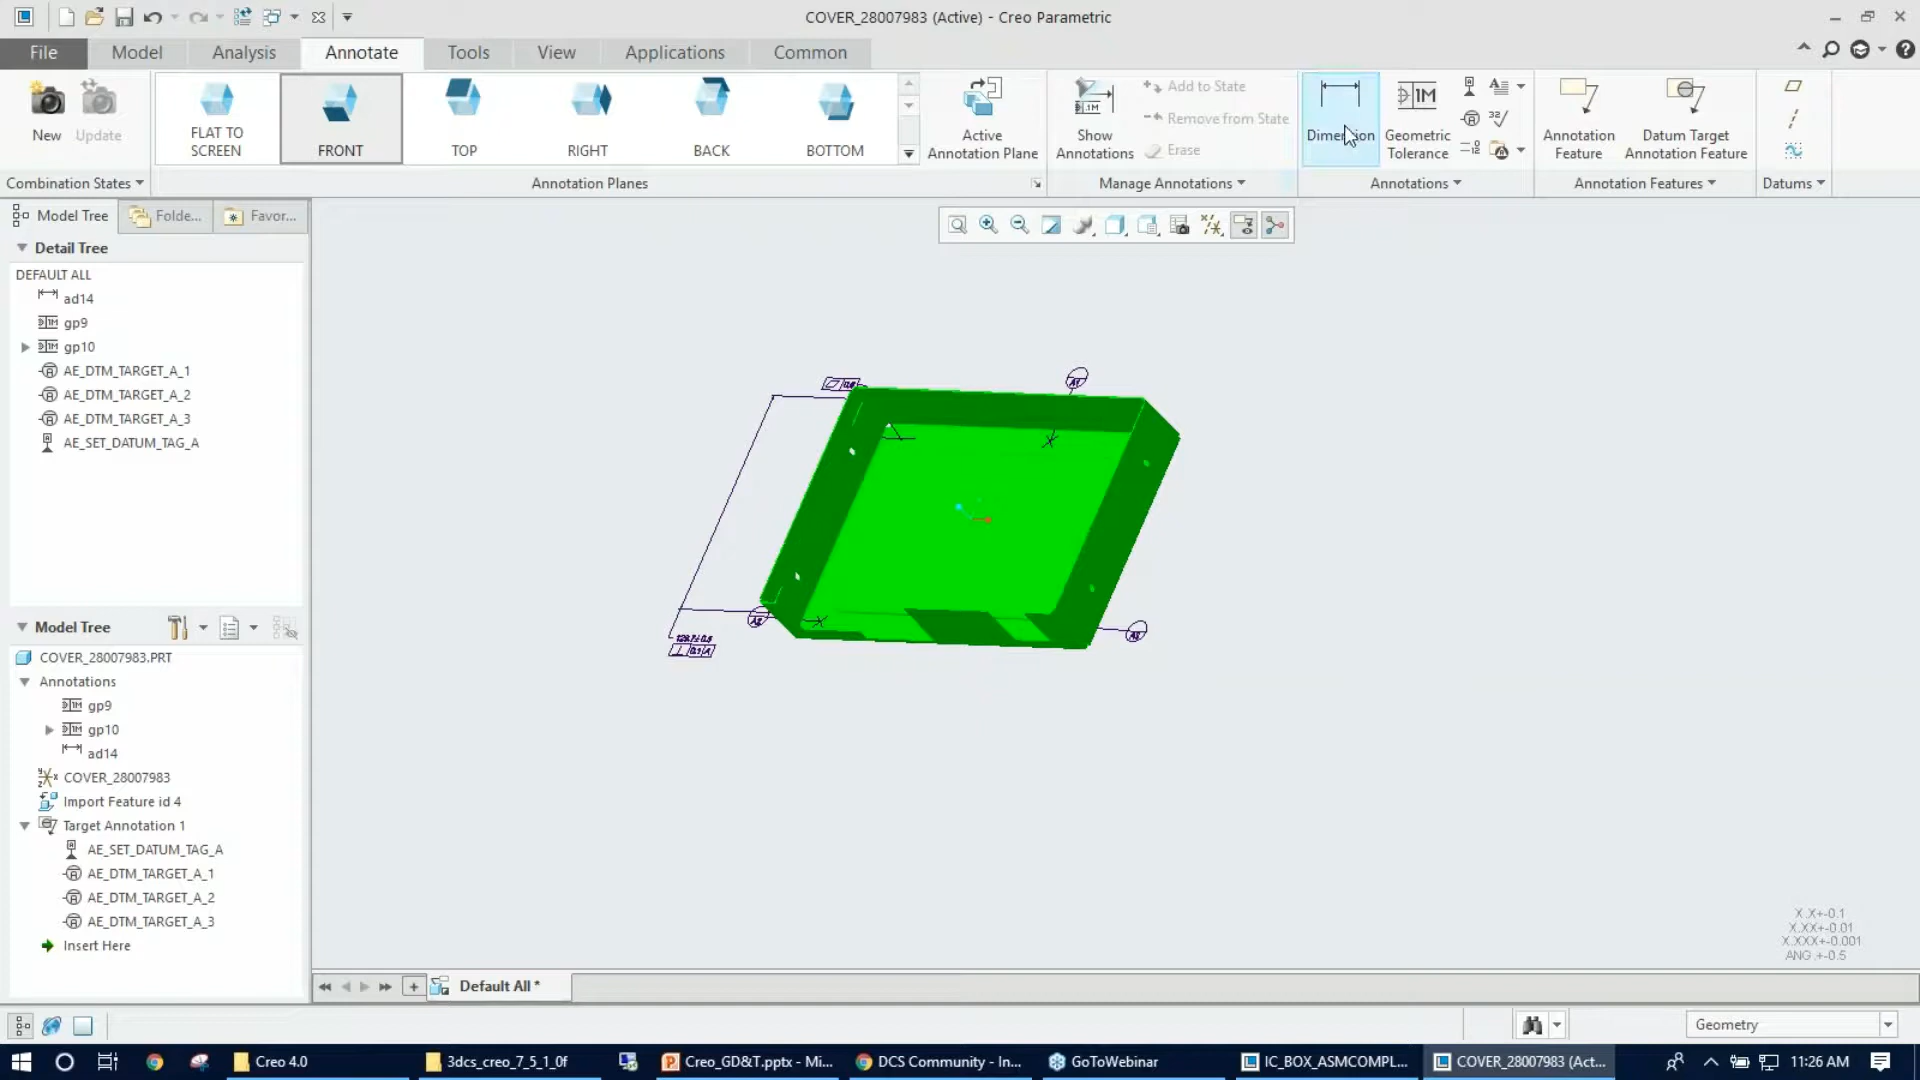 COVER_28007983 (Active) - Creo Parametric
File
Model
Analysis
Annotate
Tools
View
Applications
Common
New
Update
FLAT TO
SCREEN
FRONT
TOP
RIGHT
BACK
BOTTOM
Active
Annotation Plane
Show
Annotations
Add to State
Remove from State
Erase
Dimension
Geometric
Tolerance
Annotation
Feature
Datum Target
Annotation Feature
Combination States
Annotation Planes
Manage Annotations
Annotations
Annotation Features
Datums
Model Tree
Folde...
Favor...
Detail Tree
DEFAULT ALL
ad14
gp9
gp10
AE_DTM_TARGET_A_1
AE_DTM_TARGET_A_2
AE_DTM_TARGET_A_3
AE_SET_DATUM_TAG_A
Model Tree
COVER_28007983.PRT
Annotations
gp9
gp10
ad14
COVER_28007983
Import Feature id 4
Target Annotation 1
AE_SET_DATUM_TAG_A
AE_DTM_TARGET_A_1
AE_DTM_TARGET_A_2
AE_DTM_TARGET_A_3
Insert Here
A1
A2
X.X+-0.1
X.XX+-0.01
X.XXX+-0.001
ANG.+-0.5
Default All *
Geometry
Creo 4.0
3dcs_creo_7_5_1_0f
Creo_GD&T.pptx - Mi...
DCS Community - In...
GoToWebinar
IC_BOX_ASMCOMPL...
COVER_28007983 (Act...
11:26 AM